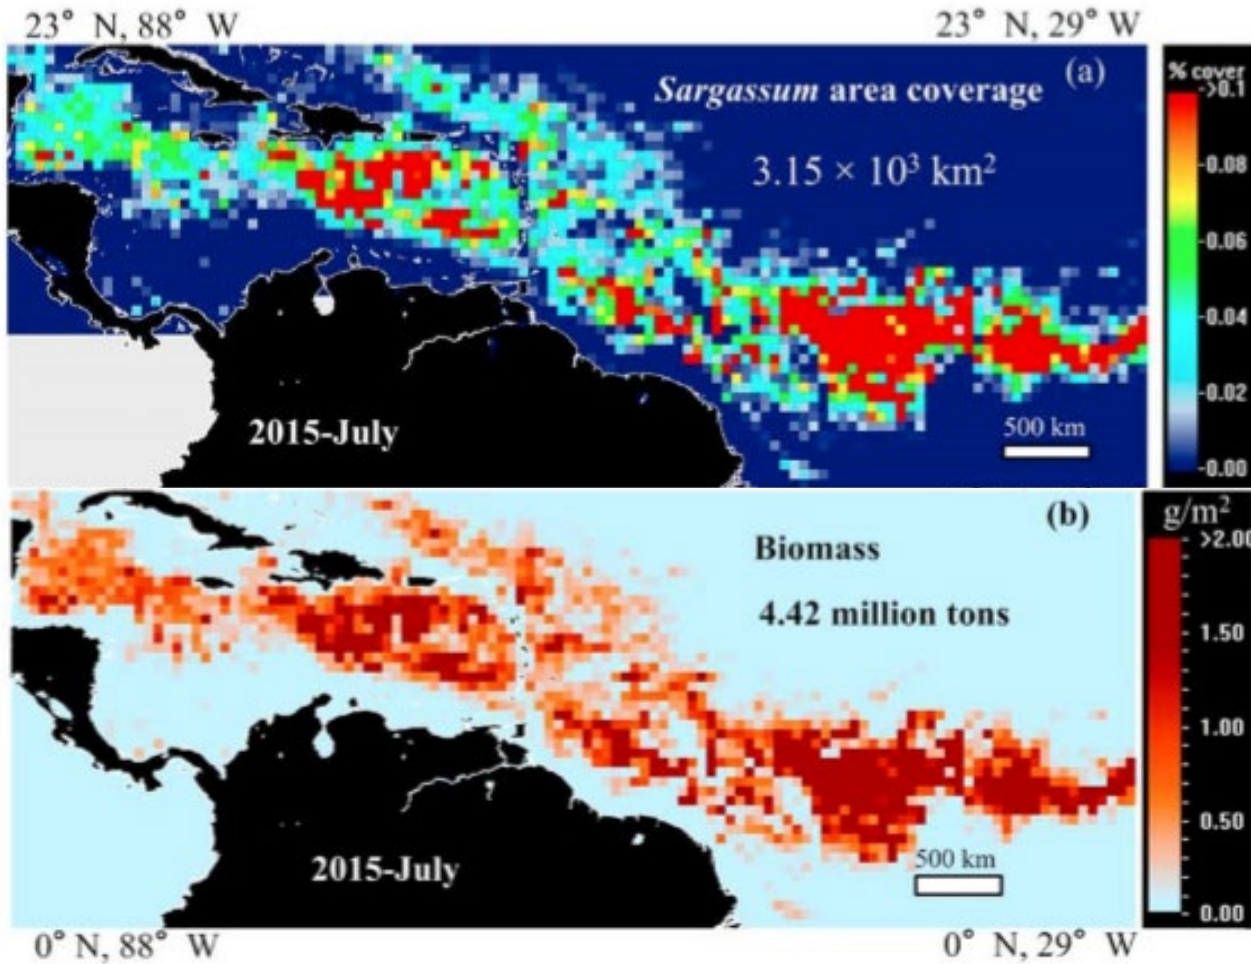 23° N, 88° W
23° N, 29° W
(a)
% cover
Sargassum area coverage
3.15 × 10³ km²
>0.1
0.08
0.06
0.04
0.02
0.00
2015-July
500 km
(b)
g/m²
Biomass
4.42 million tons
>2.00
1.50
1.00
0.50
0.00
2015-July
500 km
0° N, 88° W
0° N, 29° W